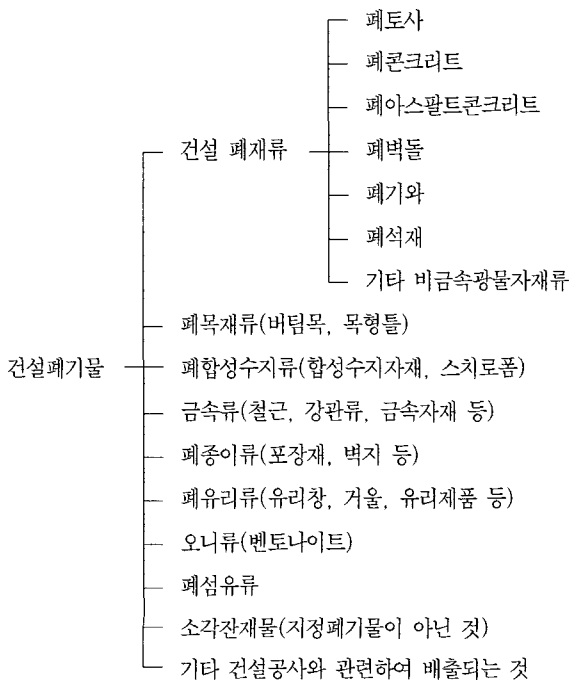 폐토사
폐콘크리트
폐아스팔트콘크리트
건설 폐재류
폐벽돌
폐기와
폐석재
기타 비금속광물자재류
폐목재류(버팀목, 목형틀)
건설폐기물
폐합성수지류(합성수지자재, 스치로폼)
금속류(철근, 강관류, 금속자재 등)
폐종이류(포장재, 벽지 등)
폐유리류(유리창, 거울, 유리제품 등)
오니류(벤토나이트)
폐섬유류
소각잔재물(지정폐기물이 아닌 것)
기타 건설공사와 관련하여 배출되는 것